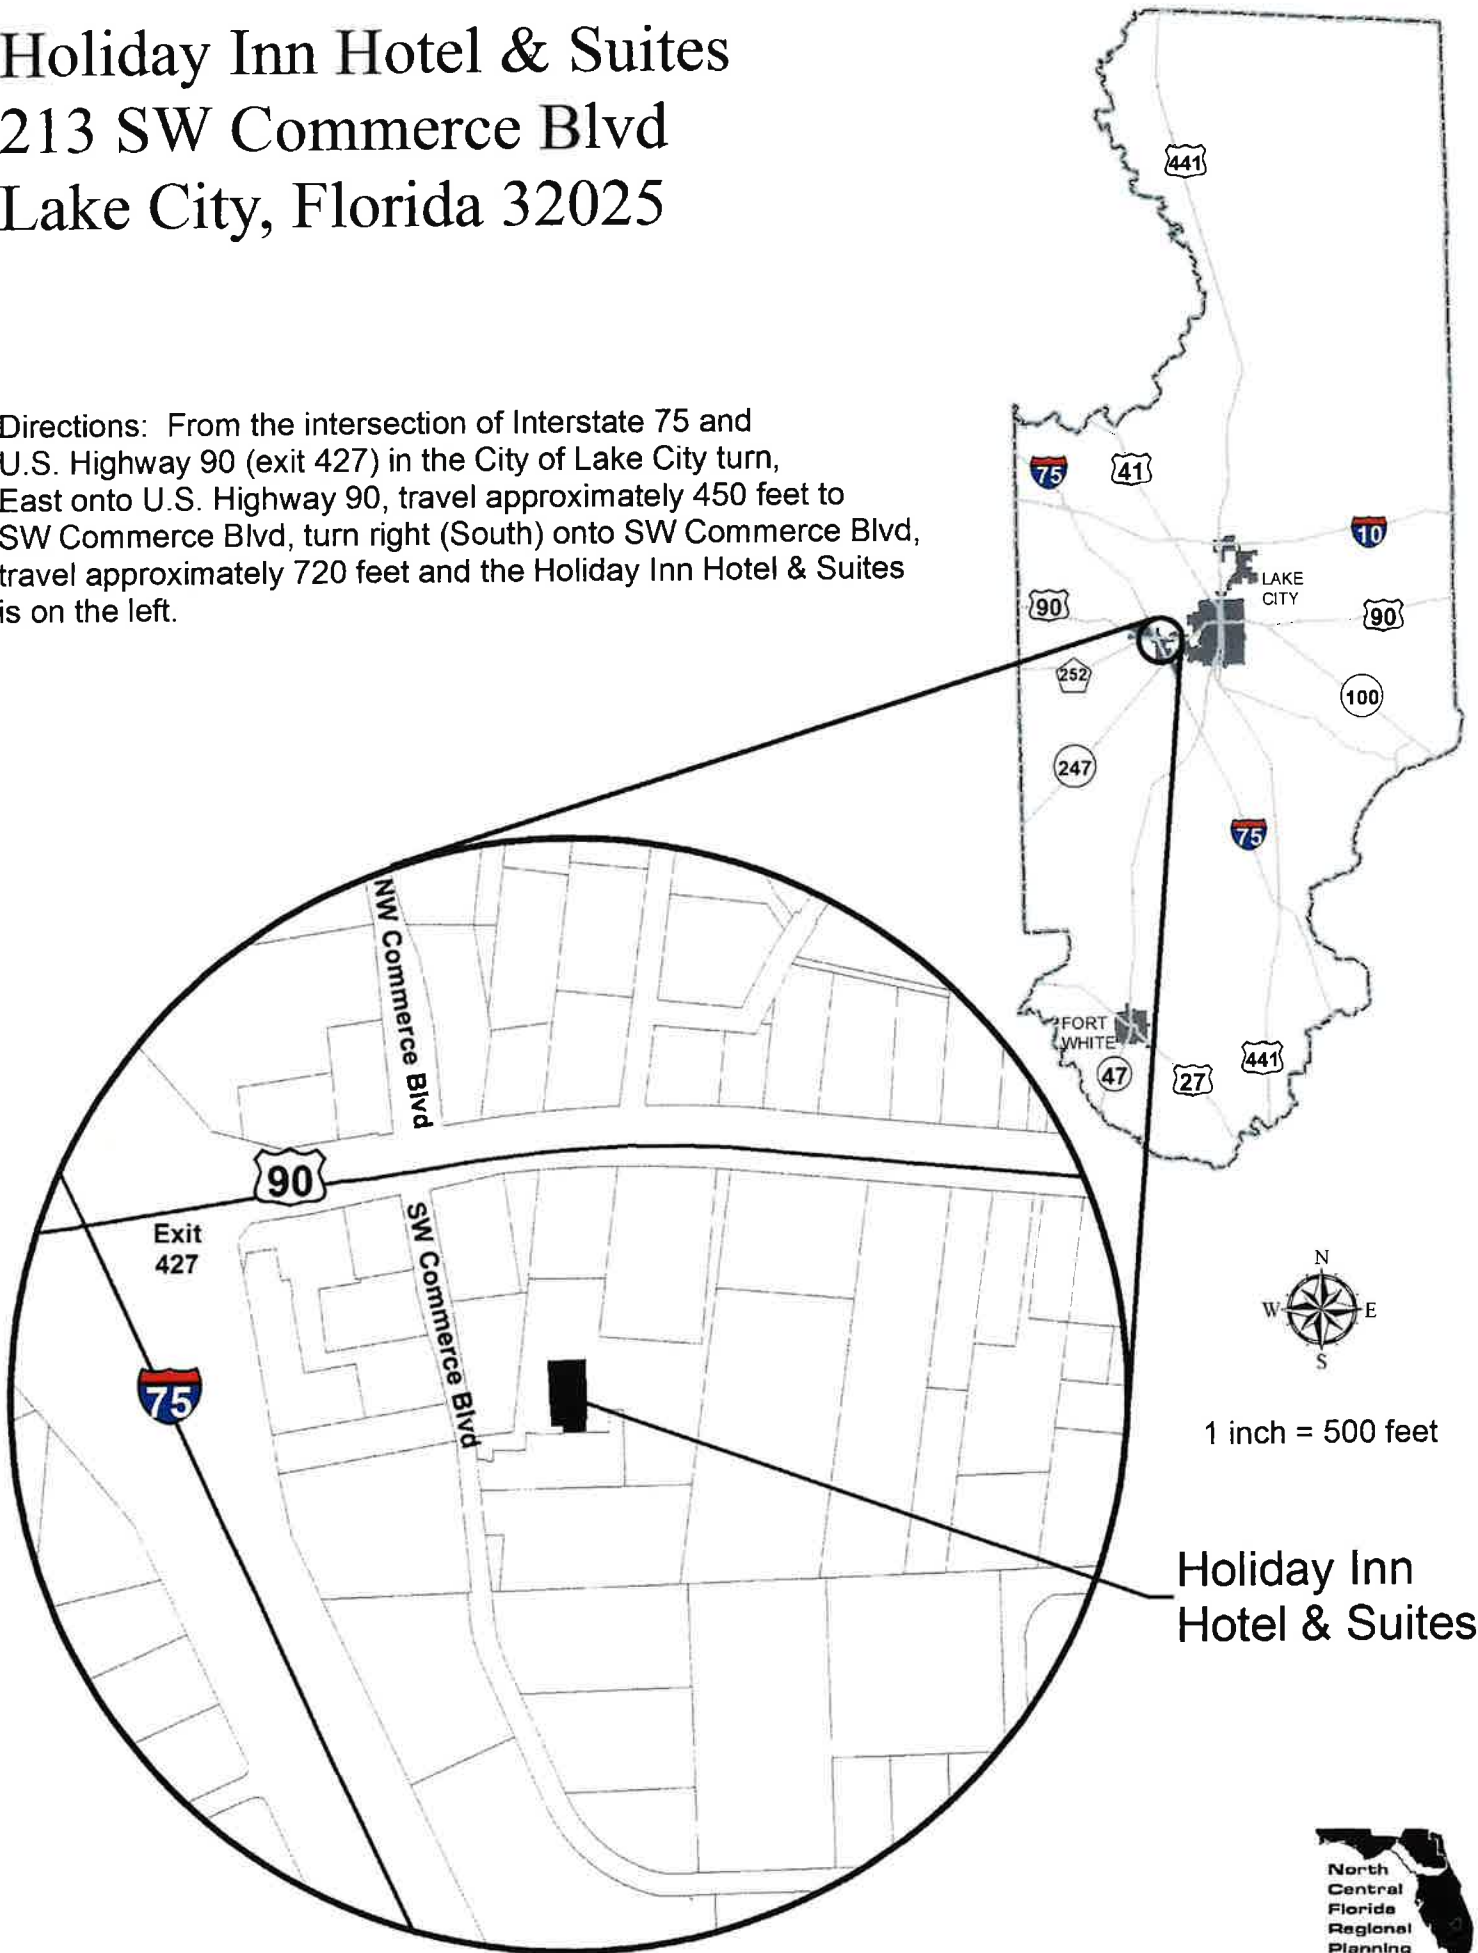 Holiday Inn Hotel & Suites
213 SW Commerce Blvd
Lake City, Florida 32025
Directions:  From the intersection of Interstate 75 and
U.S. Highway 90 (exit 427) in the City of Lake City turn,
East onto U.S. Highway 90, travel approximately 450 feet to
SW Commerce Blvd, turn right (South) onto SW Commerce Blvd,
travel approximately 720 feet and the Holiday Inn Hotel & Suites
is on the left.
441
75
41
10
LAKE
CITY
90
90
252
100
247
75
FORT
WHITE
47
27
441
NW Commerce Blvd
90
Exit
427
SW Commerce Blvd
75
N
W
E
S
1 inch = 500 feet
Holiday Inn
Hotel & Suites
North
Central
Florida
Regional
Planning